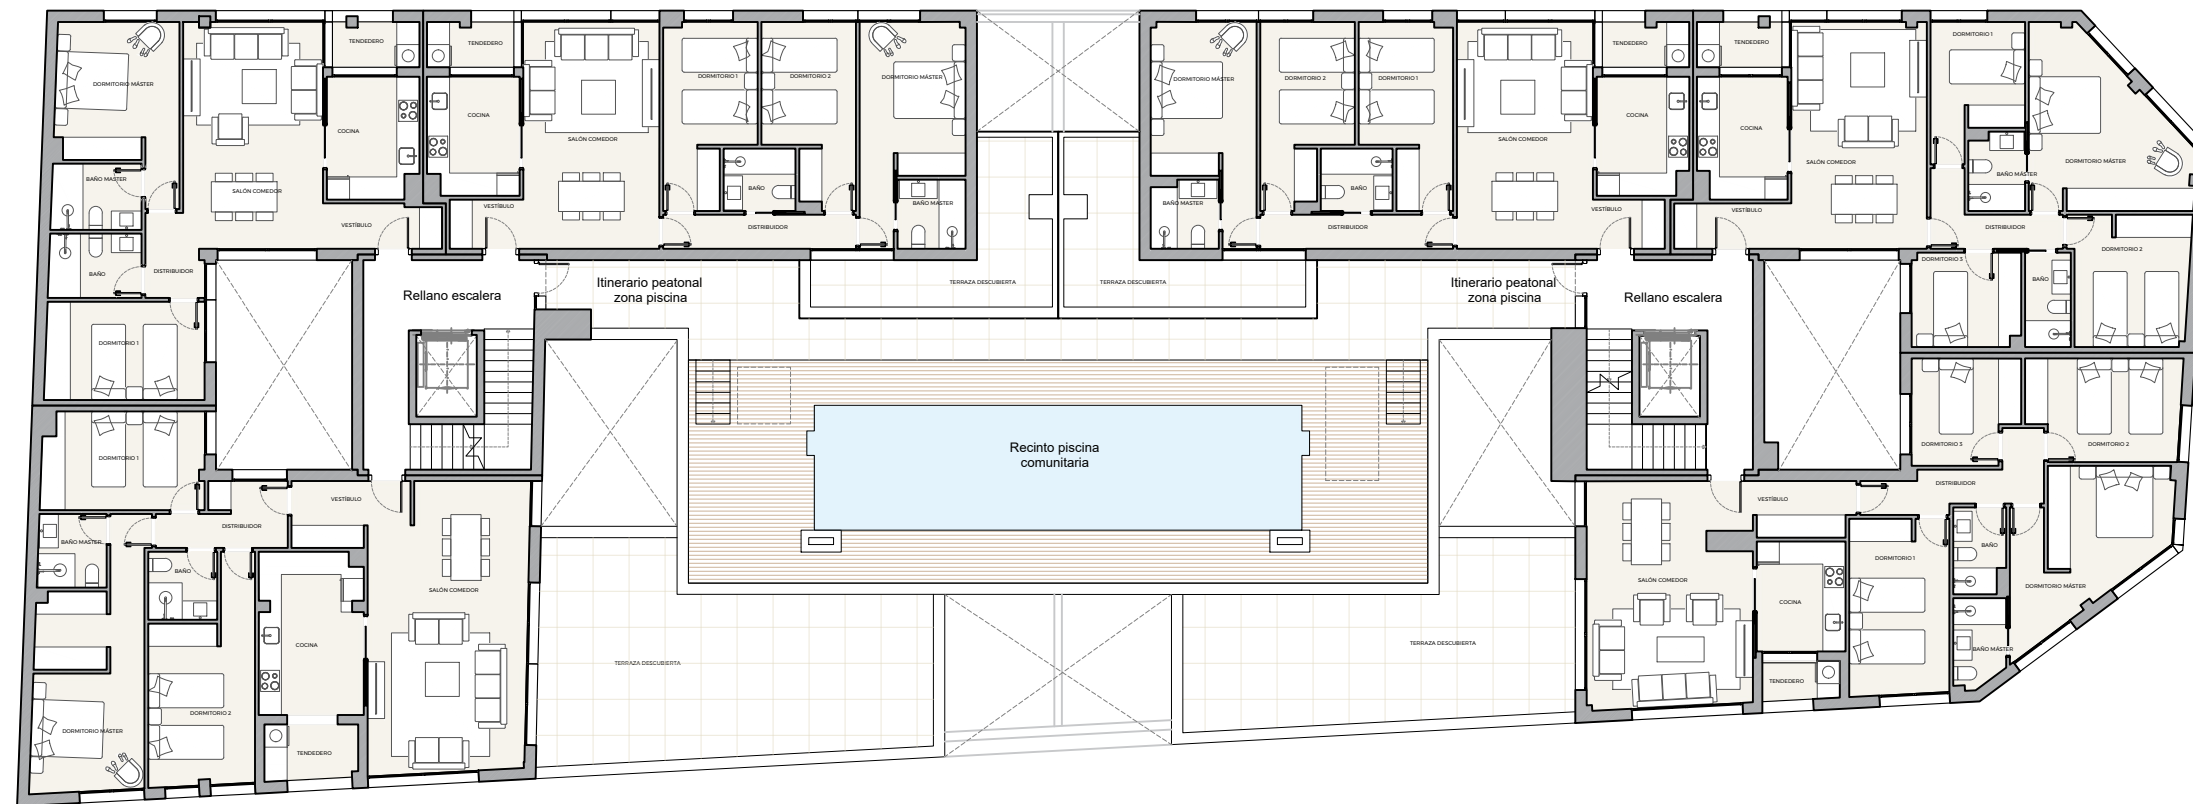 TENDEDERO
TENDEDERO
DORMITORIO MÁSTER
COCINA
COCINA
SALÓN COMEDOR
DORMITORIO 1
DORMITORIO 2
DORMITORIO MÁSTER
BAÑO MÁSTER
SALÓN COMEDOR
VESTÍBULO
VESTÍBULO
BAÑO
BAÑO MÁSTER
DISTRIBUIDOR
BAÑO
DISTRIBUIDOR
DORMITORIO 1
Rellano escalera
Itinerario peatonal
zona piscina
TERRAZA DESCUBIERTA
DORMITORIO MÁSTER
DORMITORIO 2
DORMITORIO 1
SALÓN COMEDOR
TENDEDERO
TENDEDERO
COCINA
COCINA
BAÑO
BAÑO MÁSTER
DISTRIBUIDOR
VESTÍBULO
VESTÍBULO
SALÓN COMEDOR
DORMITORIO 1
DORMITORIO MÁSTER
BAÑO MÁSTER
DISTRIBUIDOR
DORMITORIO 2
DORMITORIO 3
BAÑO
TERRAZA DESCUBIERTA
Itinerario peatonal
zona piscina
Rellano escalera
Recinto piscina
comunitaria
DORMITORIO 1
VESTÍBULO
DISTRIBUIDOR
BAÑO MÁSTER
BAÑO
SALÓN COMEDOR
COCINA
DORMITORIO MÁSTER
DORMITORIO 2
TENDEDERO
TERRAZA DESCUBIERTA
TERRAZA DESCUBIERTA
DORMITORIO 3
DORMITORIO 2
DISTRIBUIDOR
VESTÍBULO
DORMITORIO 1
BAÑO
SALÓN COMEDOR
COCINA
DORMITORIO MÁSTER
BAÑO MÁSTER
TENDEDERO